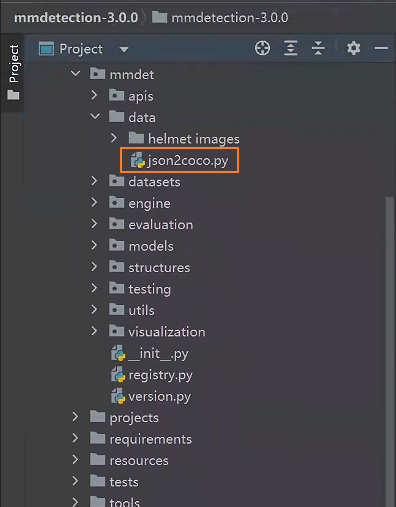 mmdetection-3.0.0 mmdetection-3.0.0
Project
Project
mmdet
apis
data
helmet images
json2coco.py
datasets
engine
evaluation
models
structures
testing
utils
visualization
__init__.py
registry.py
version.py
projects
requirements
resources
tests
tools